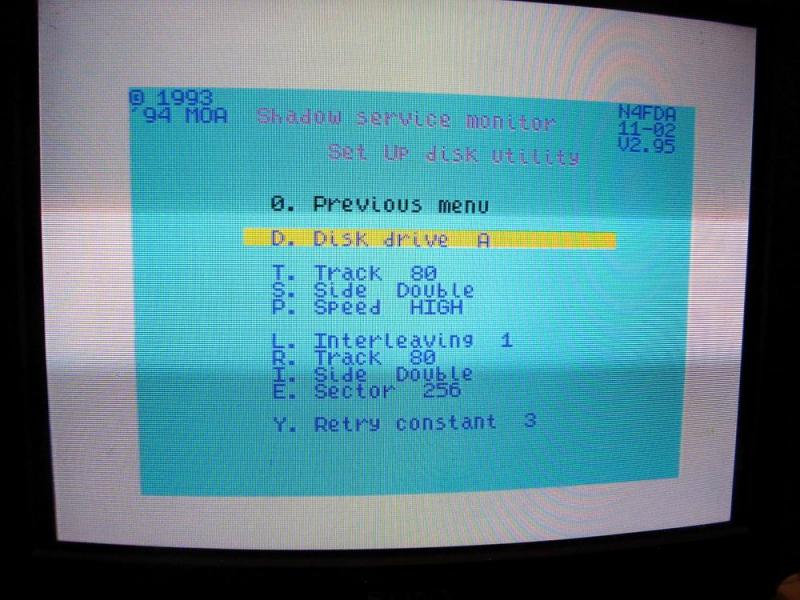 © 1993
'94 MOA
Shadow service monitor
N4FDA
11-02
V2.95
Set Up disk utility
0. Previous menu
D. Disk drive A
T. Track 80
S. Side Double
P. Speed HIGH
L. Interleaving 1
R. Track 80
I. Side Double
E. Sector 256
Y. Retry constant 3